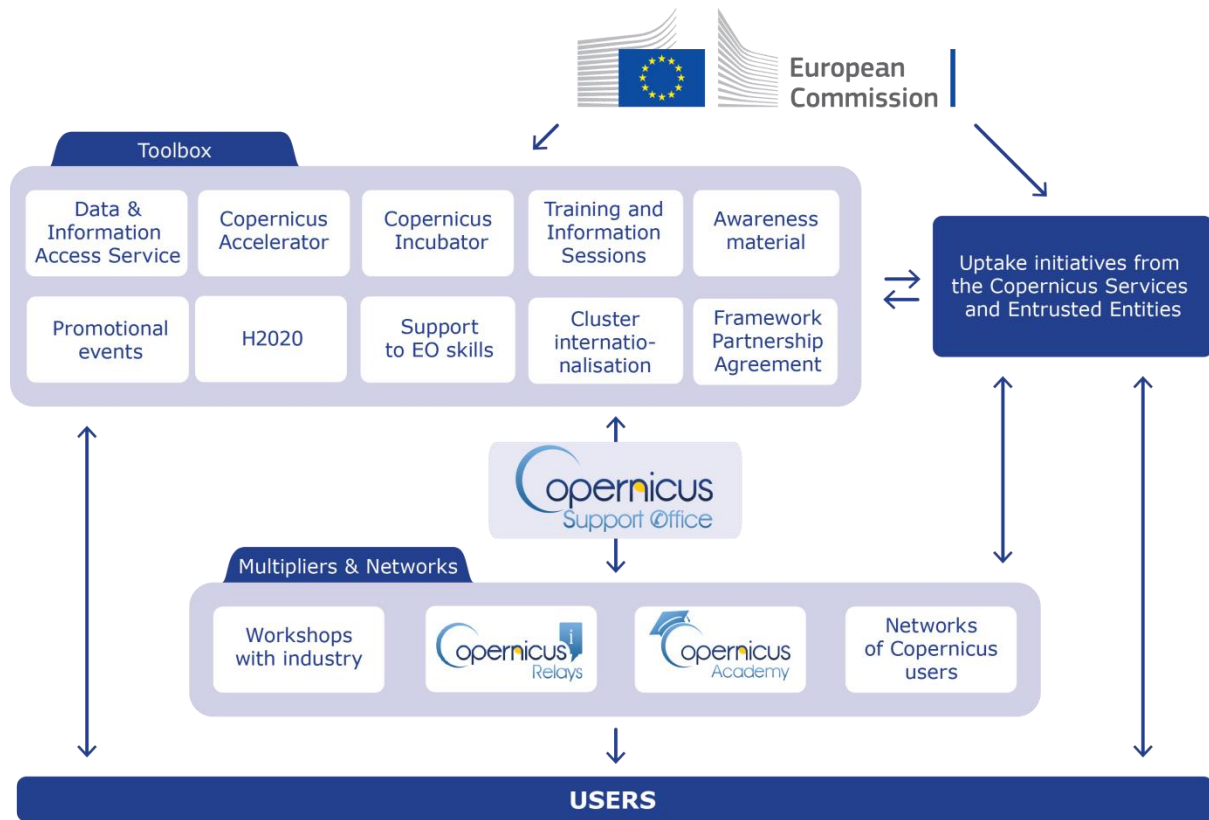 European
Commission
Toolbox
Data &
Information
Access Service
Copernicus
Accelerator
Copernicus
Incubator
Training and
Information
Sessions
Awareness
material
Promotional
events
H2020
Support
to EO skills
Cluster
internatio-
nalisation
Framework
Partnership
Agreement
Uptake initiatives from
the Copernicus Services
and Entrusted Entities
Copernicus
Support Office
Multipliers & Networks
Workshops
with industry
Copernicus
Relays
Copernicus
Academy
Networks
of Copernicus
users
USERS